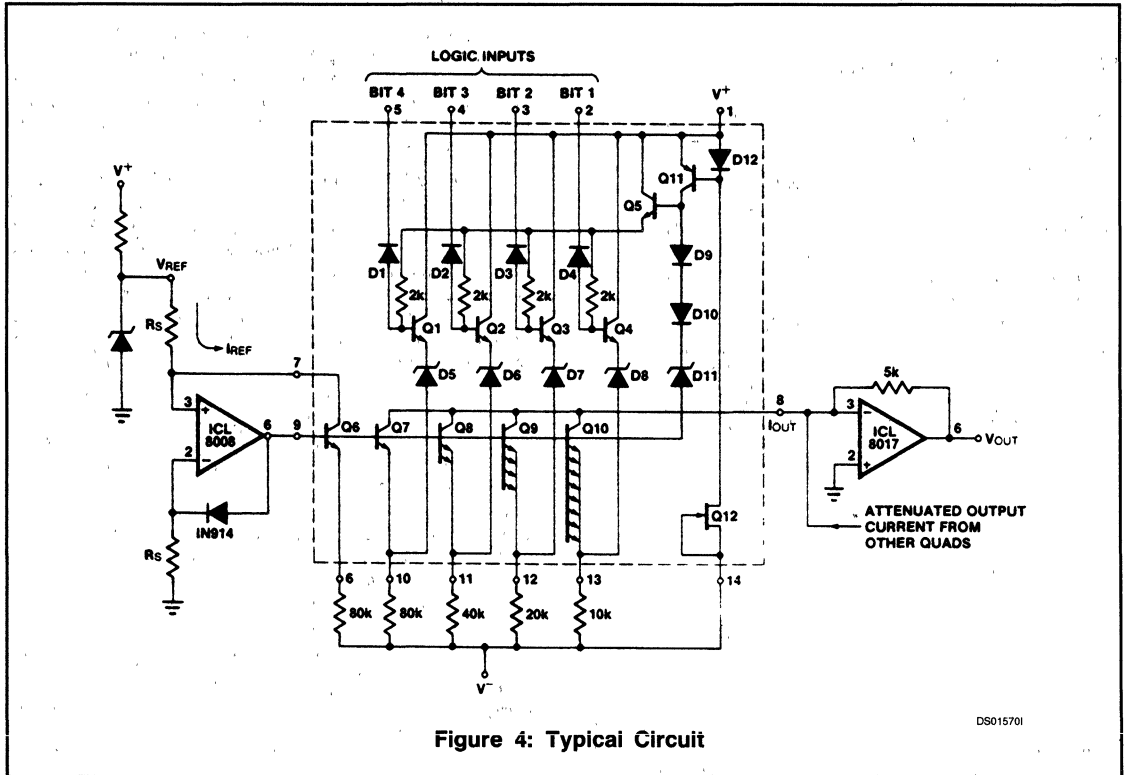 LOGIC INPUTS
BIT 4 BIT 3 BIT 2 BIT 1 V+
5 4 3 2 1
D12
V+
Q11
Q5
D9
VREF
D1 D2 D3 D4
2k 2k 2k 2k
D10
RS
Q1 Q2 Q3 Q4
IREF
D5 D6 D7 D8 D11
7
5k
8
3 + ICL 8008 6 9 Q6 Q7 Q8 Q9 Q10 IOUT 3 − ICL 8017 6 VOUT
2 − 2 +
IN914
Q12
ATTENUATED OUTPUT
CURRENT FROM
OTHER QUADS
RS
6 10 11 12 13 14
80k 80k 40k 20k 10k
V−
DS01570I
Figure 4: Typical Circuit